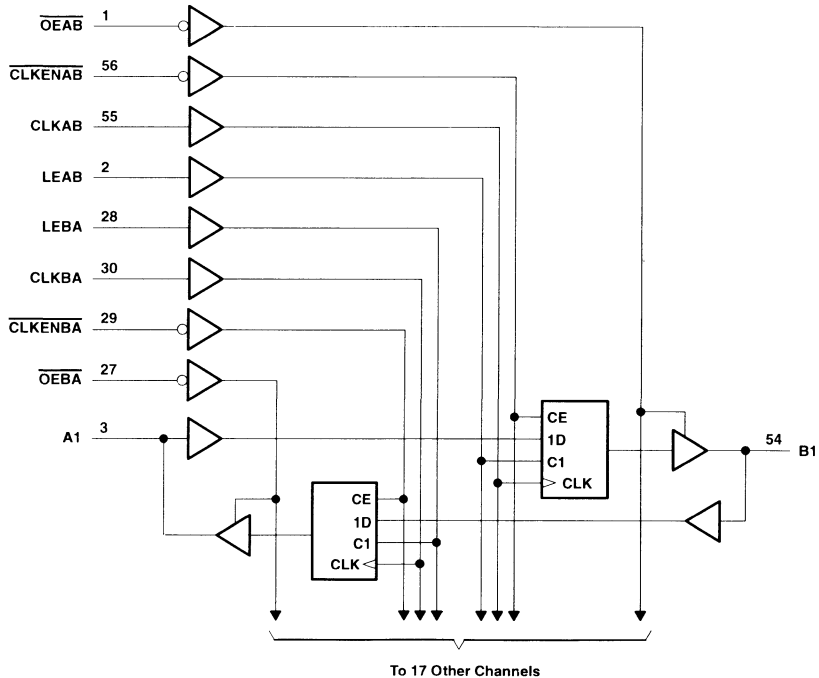 OEAB 1
CLKENAB 56
CLKAB 55
LEAB 2
LEBA 28
CLKBA 30
CLKENBA 29
OEBA 27
A1 3
CE
1D
C1
CLK
54 B1
CE
1D
C1
CLK
To 17 Other Channels